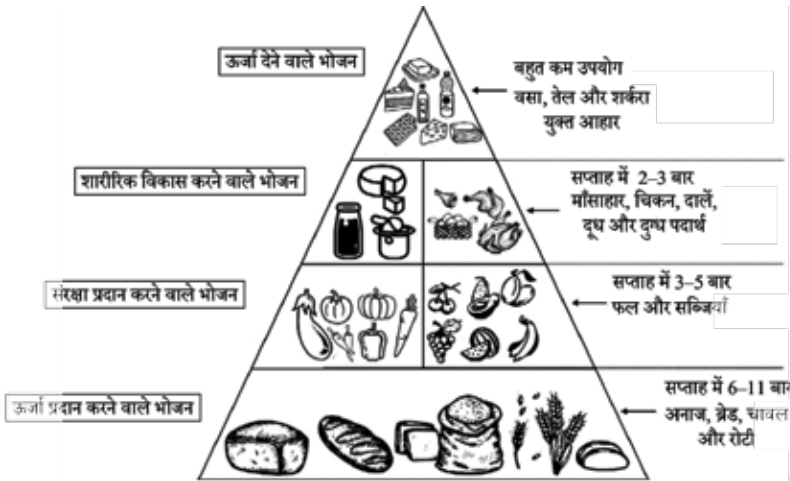 ऊर्जा देने वाले भोजन
बहुत कम उपयोग
वसा, तेल और शर्करा
युक्त आहार
शारीरिक विकास करने वाले भोजन
सप्ताह में 2–3 बार
माँसाहार, चिकन, दालें,
दूध और दुग्ध पदार्थ
संरक्षा प्रदान करने वाले भोजन
सप्ताह में 3–5 बार
फल और सब्जियाँ
ऊर्जा प्रदान करने वाले भोजन
सप्ताह में 6–11 बार
अनाज, ब्रेड, चावल
और रोटी